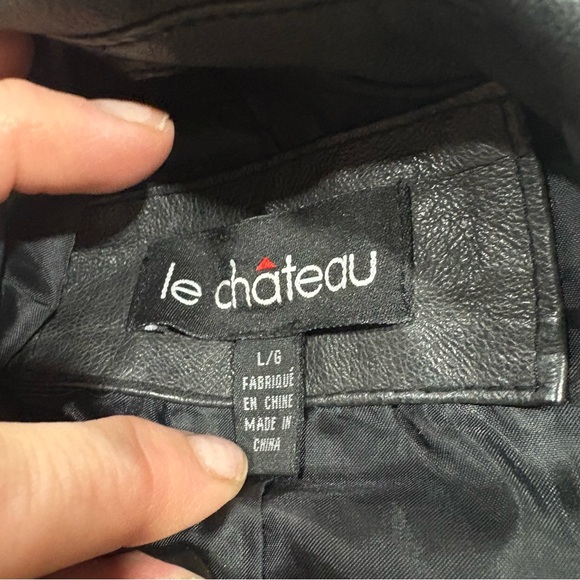 le château
L/G
FABRIQUÉ
EN CHINE
MADE IN
CHINA